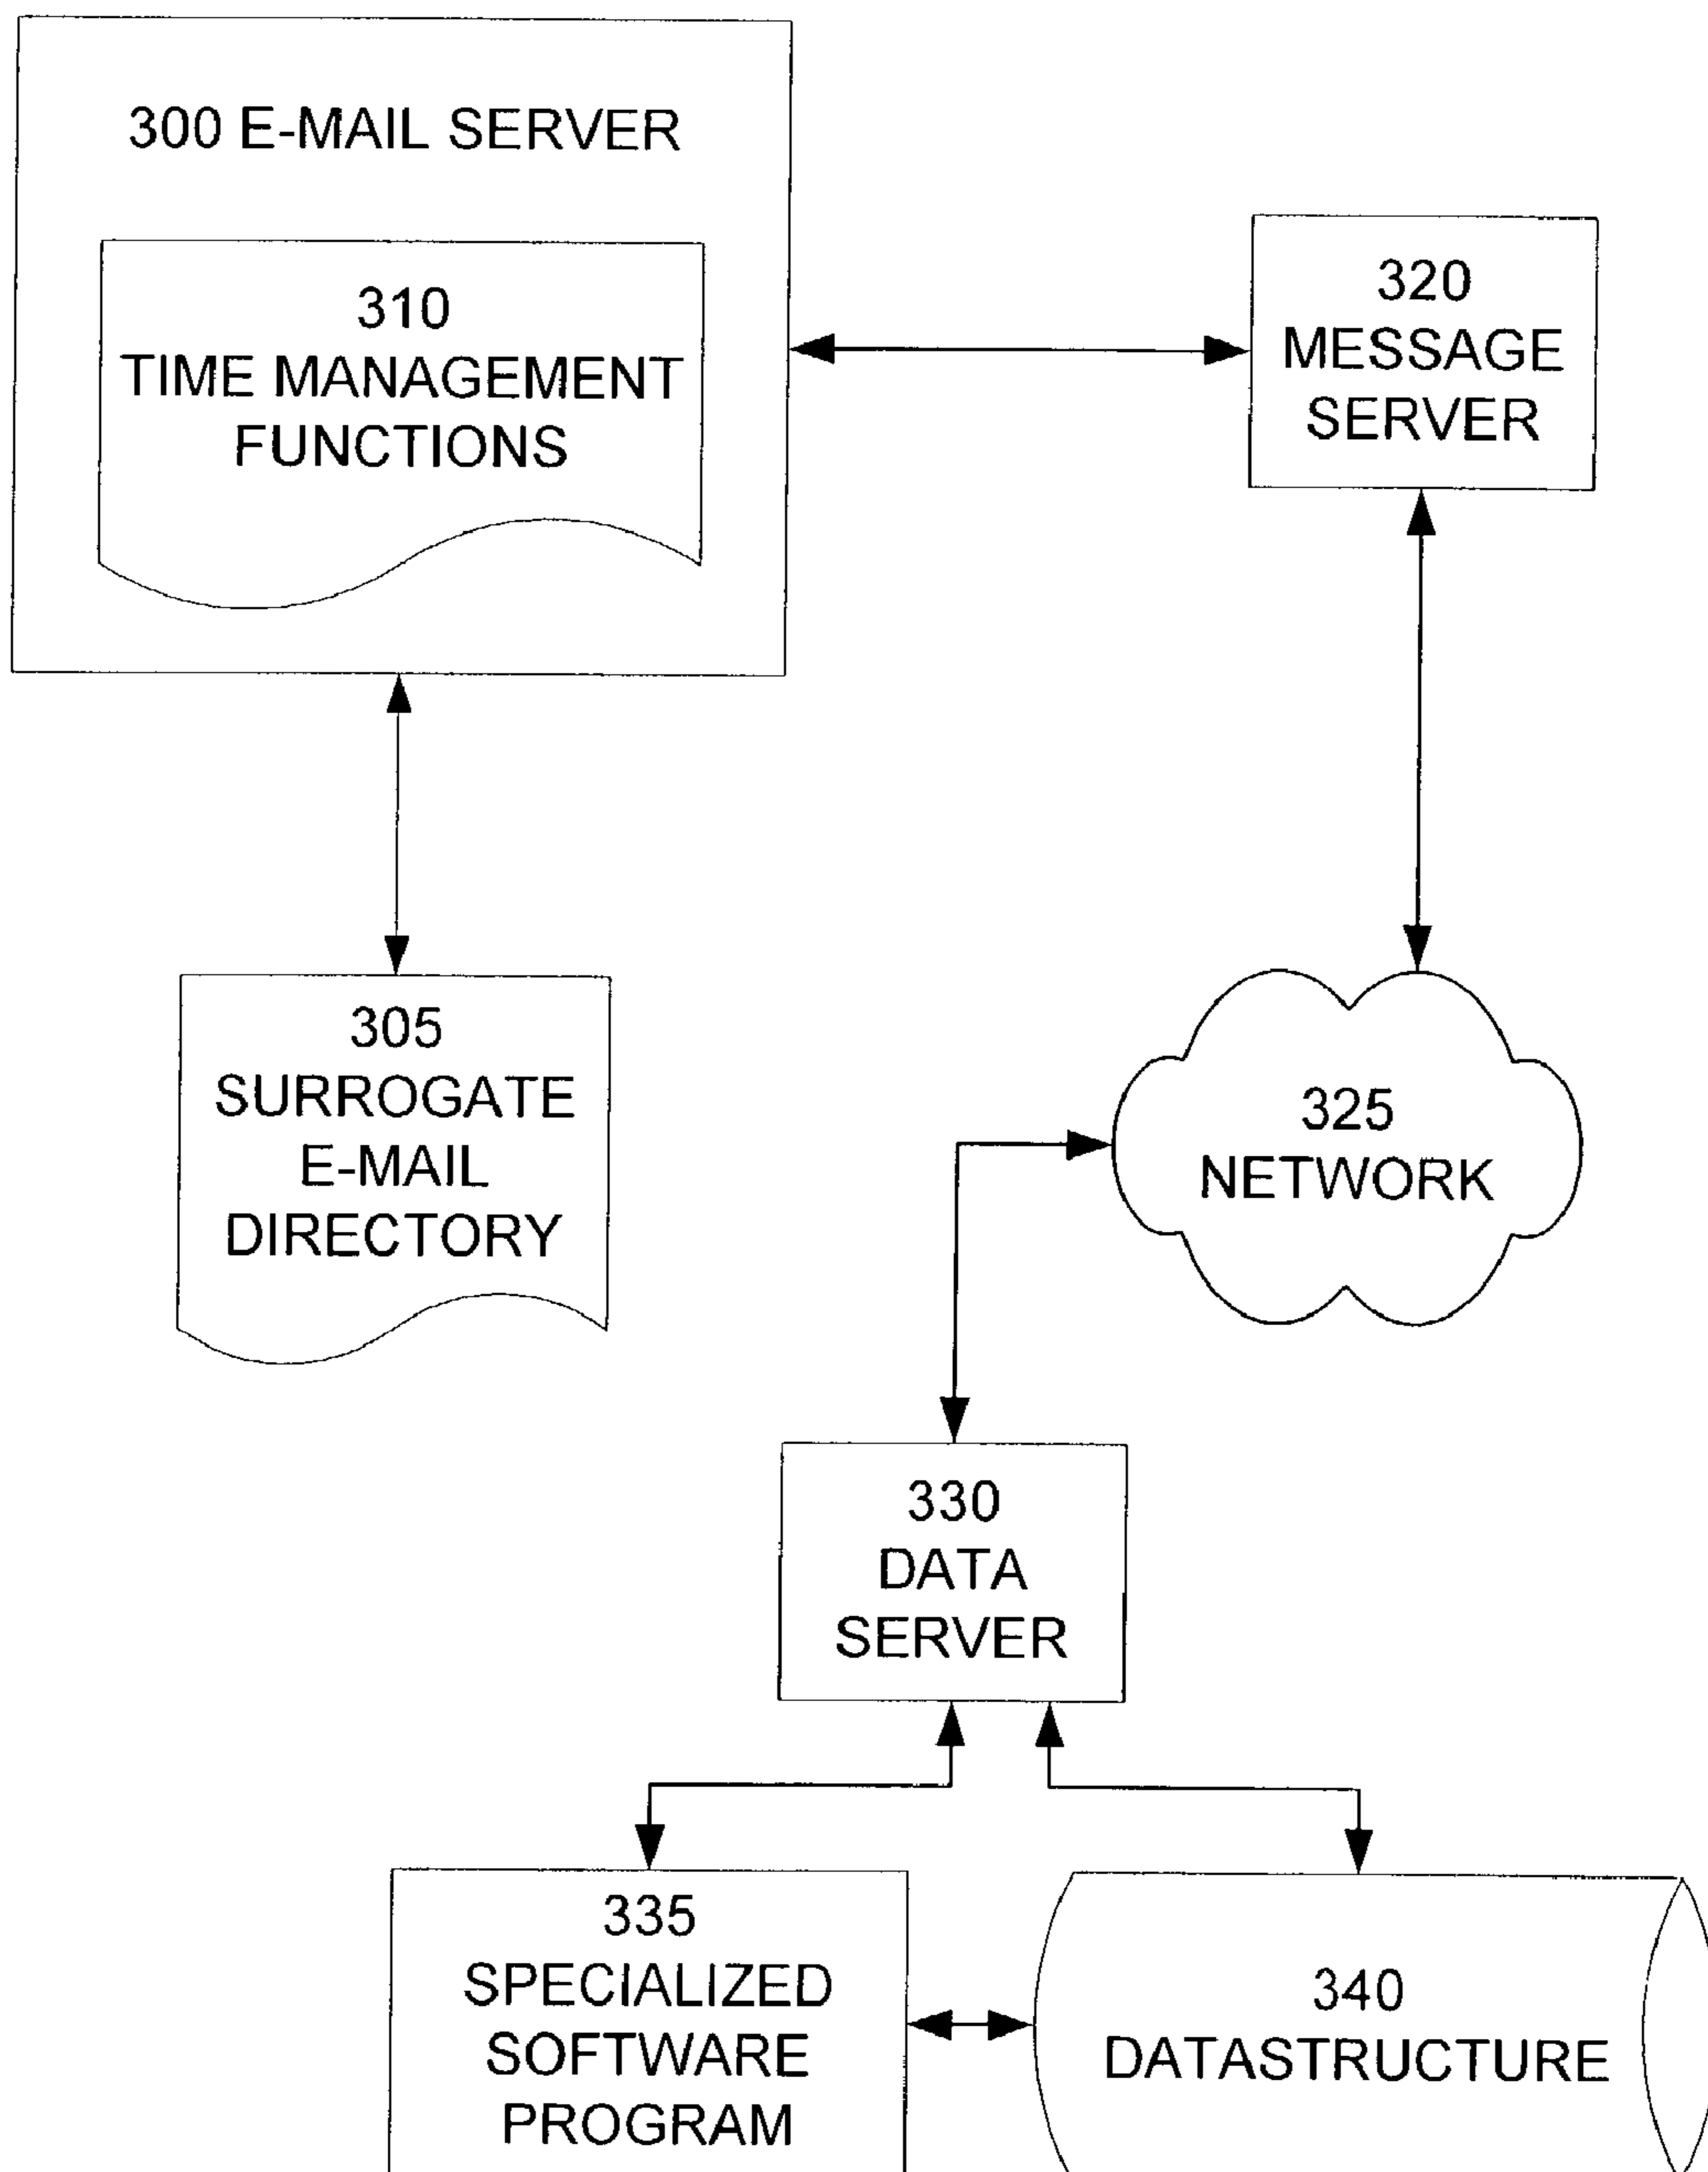 300 E-MAIL SERVER
310
TIME MANAGEMENT
FUNCTIONS
320
MESSAGE
SERVER
305
SURROGATE
E-MAIL
DIRECTORY
325
NETWORK
330
DATA
SERVER
335
SPECIALIZED
SOFTWARE
PROGRAM
340
DATASTRUCTURE